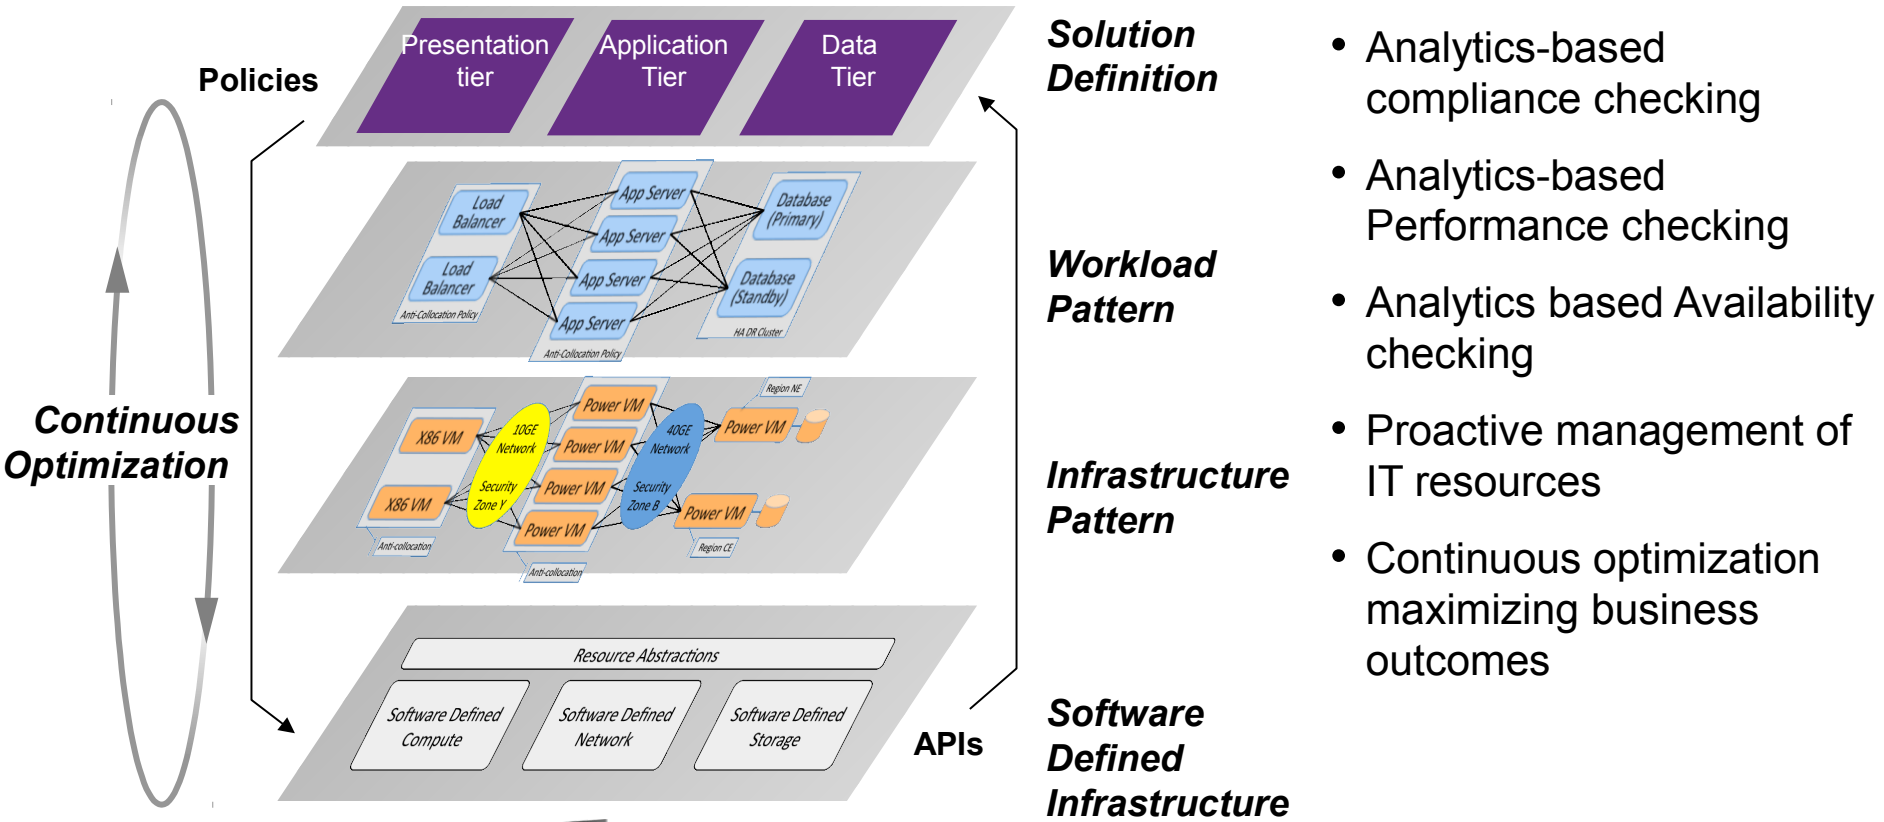 Policies
Presentation
tier
Application
Tier
Data
Tier
Solution
Definition
Load
Balancer
Load
Balancer
Anti-Collocation Policy
App Server
App Server
App Server
App Server
Anti-Collocation Policy
Database
(Primary)
Database
(Standby)
HA DR Cluster
Workload
Pattern
Continuous
Optimization
X86 VM
X86 VM
Anti-collocation
10GE
Network
Security
Zone Y
Power VM
Power VM
Power VM
Power VM
Anti-collocation
40GE
Network
Security
Zone B
Region NE
Power VM
Power VM
Region CE
Infrastructure
Pattern
Resource Abstractions
Software Defined
Compute
Software Defined
Network
Software Defined
Storage
APIs
Software
Defined
Infrastructure
• Analytics-based
compliance checking
• Analytics-based
Performance checking
• Analytics based Availability
checking
• Proactive management of
IT resources
• Continuous optimization
maximizing business
outcomes